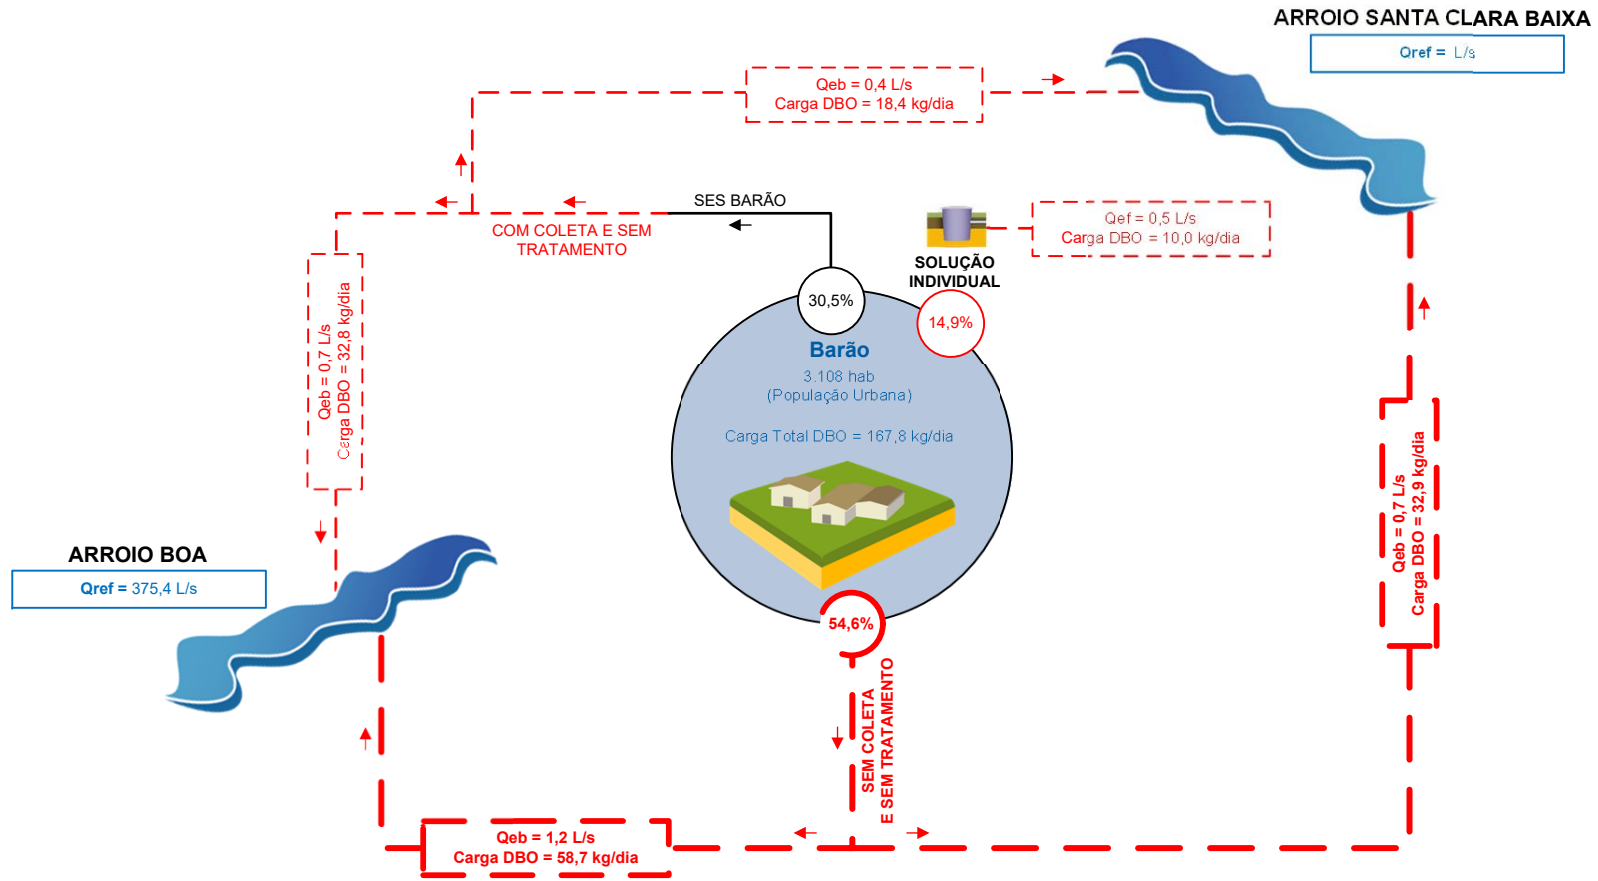 ARROIO SANTA CLARA BAIXA
Qref = L/s
Qeb = 0,4 L/s
Carga DBO = 18,4 kg/dia
SES BARÃO
COM COLETA E SEM
TRATAMENTO
Qef = 0,5 L/s
Carga DBO = 10,0 kg/dia
SOLUÇÃO
INDIVIDUAL
30,5%
14,9%
Barão
3.108 hab
(População Urbana)
Carga Total DBO = 167,8 kg/dia
Qeb = 0,7 L/s
Carga DBO = 32,8 kg/dia
ARROIO BOA
Qref = 375,4 L/s
54,6%
SEM COLETA
E SEM TRATAMENTO
Qeb = 0,7 L/s
Carga DBO = 32,9 kg/dia
Qeb = 1,2 L/s
Carga DBO = 58,7 kg/dia